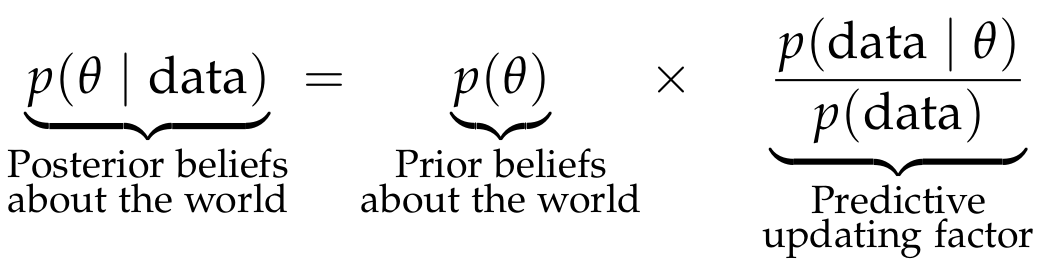 p(θ | data) = p(θ) × p(data | θ) / p(data)
Posterior beliefs
about the world
Prior beliefs
about the world
Predictive
updating factor